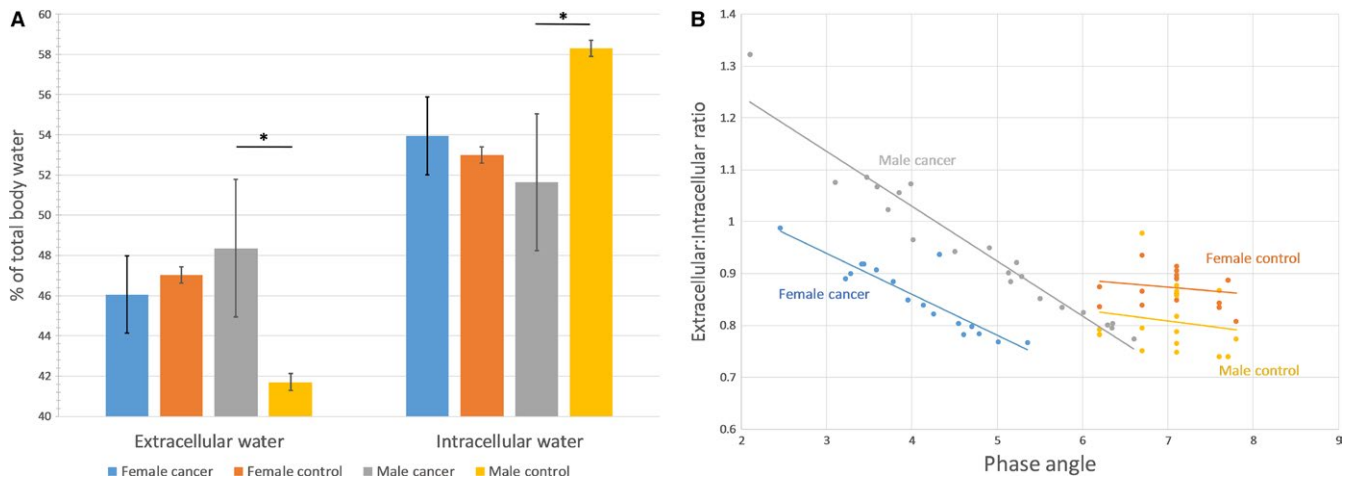 A
% of total body water
60
58
56
54
52
50
48
46
44
42
40
*
*
Extracellular water
Intracellular water
Female cancer Female control Male cancer Male control
B
Extracellular:Intracellular ratio
1.4
1.3
1.2
1.1
1
0.9
0.8
0.7
0.6
Male cancer
Female control
Female cancer
Male control
2 3 4 5 6 7 8 9
Phase angle